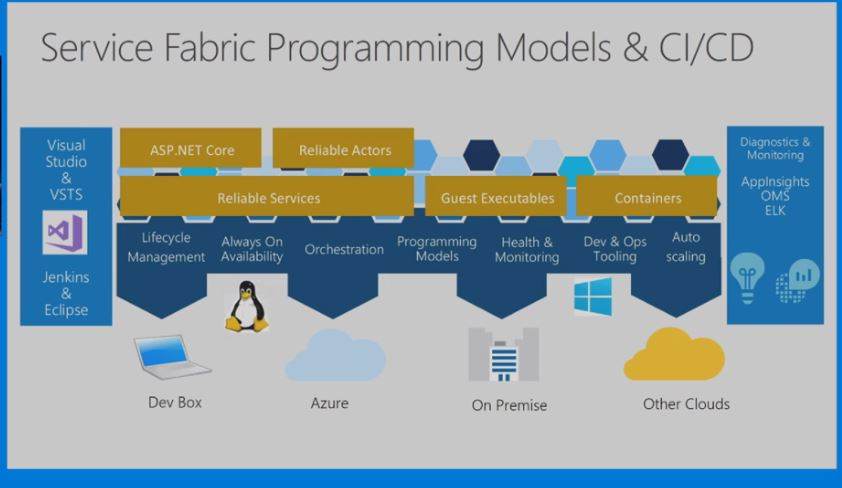 Service Fabric Programming Models & CI/CD
Visual
Studio
&
VSTS
Jenkins
&
Eclipse
ASP.NET Core
Reliable Actors
Reliable Services
Guest Executables
Containers
Lifecycle
Management
Always On
Availability
Orchestration
Programming
Models
Health &
Monitoring
Dev & Ops
Tooling
Auto
scaling
Diagnostics &
Monitoring
AppInsights
OMS
ELK
Dev Box
Azure
On Premise
Other Clouds